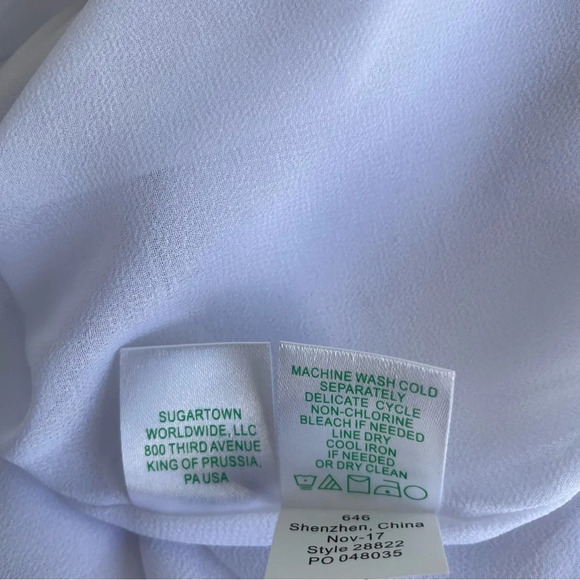 SUGARTOWN
WORLDWIDE, LLC
800 THIRD AVENUE
KING OF PRUSSIA,
PA USA
MACHINE WASH COLD
SEPARATELY
DELICATE CYCLE
NON-CHLORINE
BLEACH IF NEEDED
LINE DRY
COOL IRON
IF NEEDED
OR DRY CLEAN
646
Shenzhen, China
Nov-17
Style 28822
PO 048035